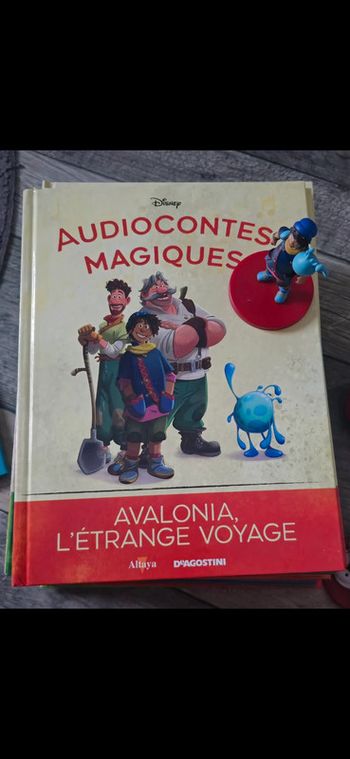 Disney
AUDIOCONTES
MAGIQUES
AVALONIA,
L'ÉTRANGE VOYAGE
Altaya DeAGOSTINI